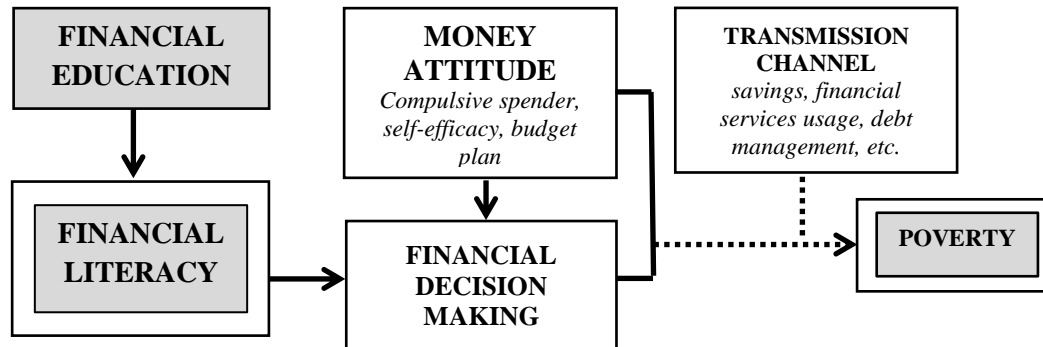 FINANCIAL
EDUCATION
MONEY
ATTITUDE
Compulsive spender,
self-efficacy, budget
plan
TRANSMISSION
CHANNEL
savings, financial
services usage, debt
management, etc.
FINANCIAL
LITERACY
FINANCIAL
DECISION
MAKING
POVERTY